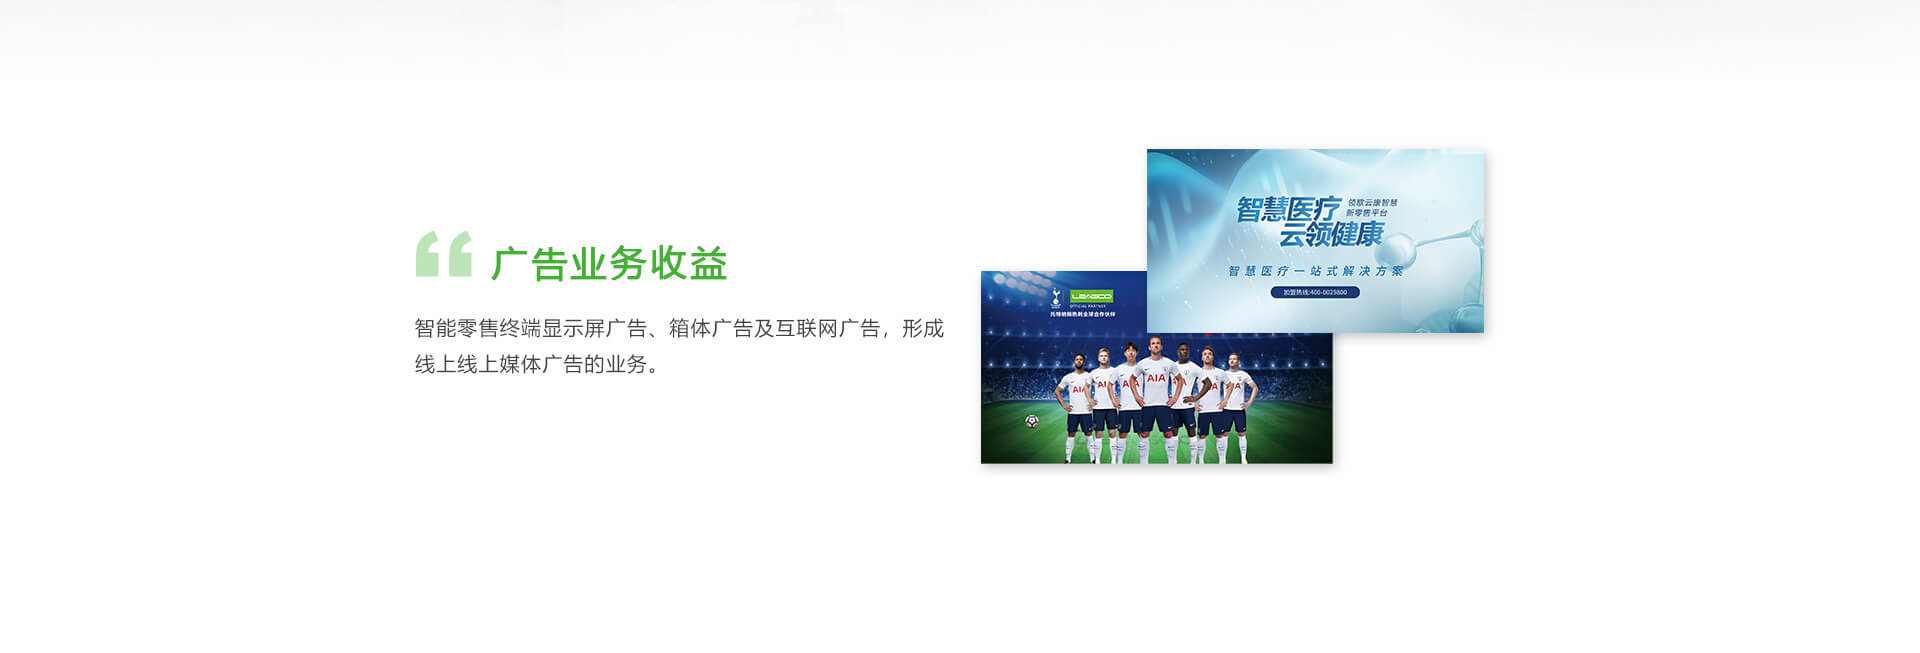 广告业务收益
智能零售终端显示屏广告、箱体广告及互联网广告，形成
线上线上媒体广告的业务。
智慧医疗
云领健康
领歌云康智慧
新零售平台
智慧医疗一站式解决方案
加盟热线:400-0029800
LEAGOO
OFFICIAL PARTNER
托特纳姆热刺全球合作伙伴
AIA
AIA
AIA
AIA
AIA